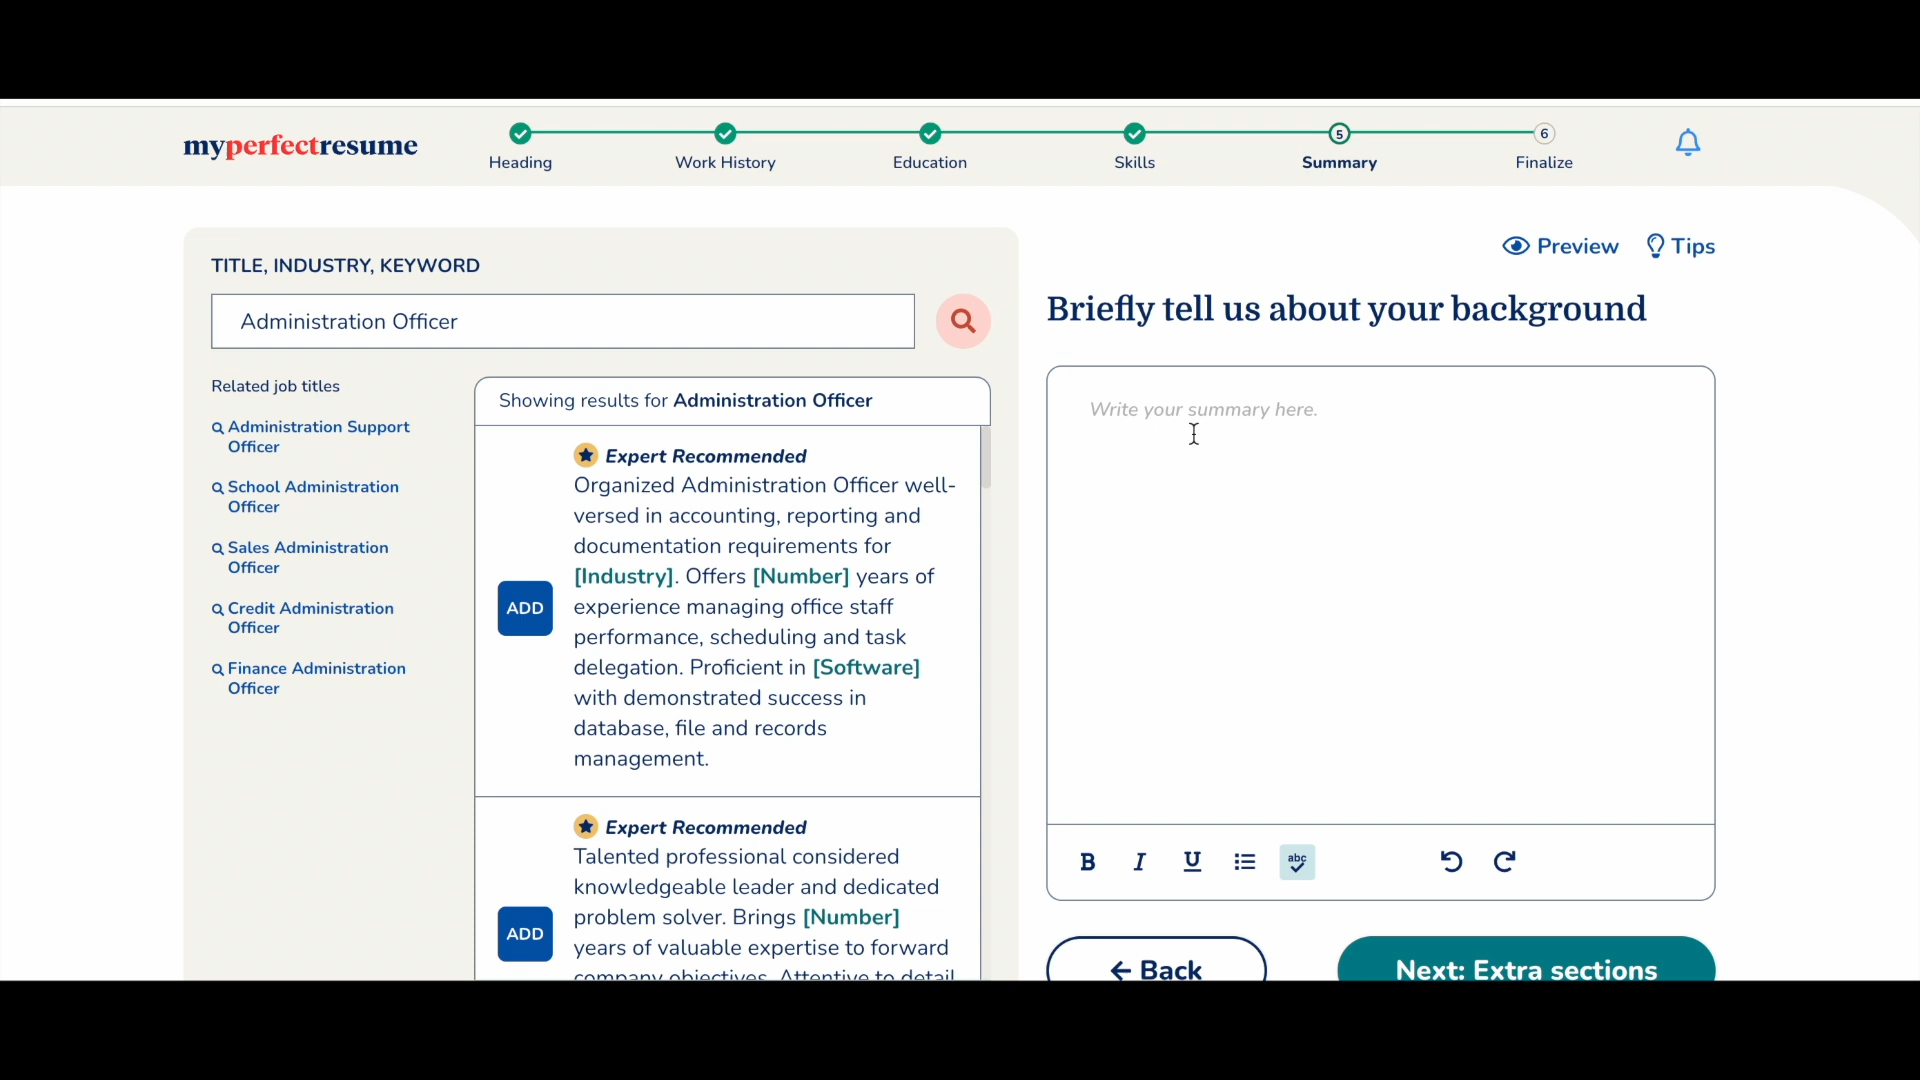 myperfectresume
Heading
Work History
Education
Skills
5
Summary
6
Finalize
TITLE, INDUSTRY, KEYWORD
Administration Officer
Related job titles
Administration Support
Officer
School Administration
Officer
Sales Administration
Officer
Credit Administration
Officer
Finance Administration
Officer
Showing results for Administration Officer
Expert Recommended
Organized Administration Officer well-
versed in accounting, reporting and
documentation requirements for
[Industry]. Offers [Number] years of
experience managing office staff
performance, scheduling and task
delegation. Proficient in [Software]
with demonstrated success in
database, file and records
management.
ADD
Expert Recommended
Talented professional considered
knowledgeable leader and dedicated
problem solver. Brings [Number]
years of valuable expertise to forward
company objectives. Attentive to detail
ADD
Preview
Tips
Briefly tell us about your background
Write your summary here.
B I U abc
Back
Next: Extra sections